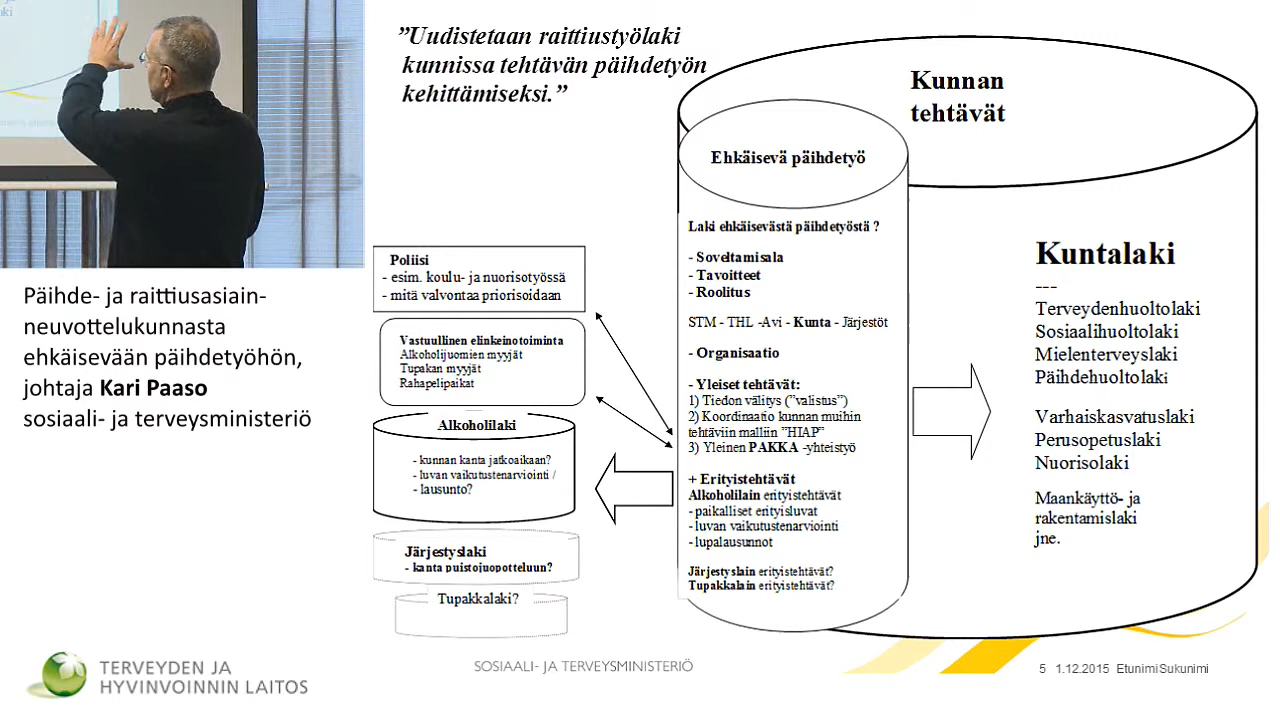 ”Uudistetaan raittiustyölaki
kunnissa tehtävän päihdetyön
kehittämiseksi.”
Kunnan
tehtävät
Ehkäisevä päihdetyö
Laki ehkäisevästä päihdetyöstä ?
- Soveltamisala
- Tavoitteet
- Roolitus
STM - THL -Avi - Kunta - Järjestöt
- Organisaatio
- Yleiset tehtävät:
1) Tiedon välitys (”valistus”)
2) Koordinaatio kunnan muihin
tehtäviin malliin ”HIAP”
3) Yleinen PAKKA -yhteistyö
+ Erityistehtävät
Alkoholilain erityistehtävät
- paikalliset erityisluvat
- luvan vaikutustenarviointi
- lupalausunnot
Järjestyslain erityistehtävät?
Tupakkalain erityistehtävät?
Kuntalaki
---
Terveydenhuoltolaki
Sosiaalihuoltolaki
Mielenterveyslaki
Päihdehuoltolaki
Varhaiskasvatuslaki
Perusopetuslaki
Nuorisolaki
Maankäyttö- ja
rakentamislaki
jne.
Poliisi
- esim. koulu- ja nuorisotyössä
- mitä valvontaa priorisoidaan
Vastuullinen elinkeinotoiminta
Alkoholijuomien myyjät
Tupakan myyjät
Rahapelipaikat
Alkoholilaki
- kunnan kanta jatkoaikaan?
- luvan vaikutustenarviointi /
- lausunto?
Järjestyslaki
- kanta puistojuopotteluun?
Tupakkalaki?
Päihde- ja raittiusasiain-
neuvottelukunnasta
ehkäisevään päihdetyöhön,
johtaja Kari Paaso
sosiaali- ja terveysministeriö
TERVEYDEN JA
HYVINVOINNIN LAITOS
SOSIAALI- JA TERVEYSMINISTERIÖ
5 1.12.2015 EtunimiSukunimi